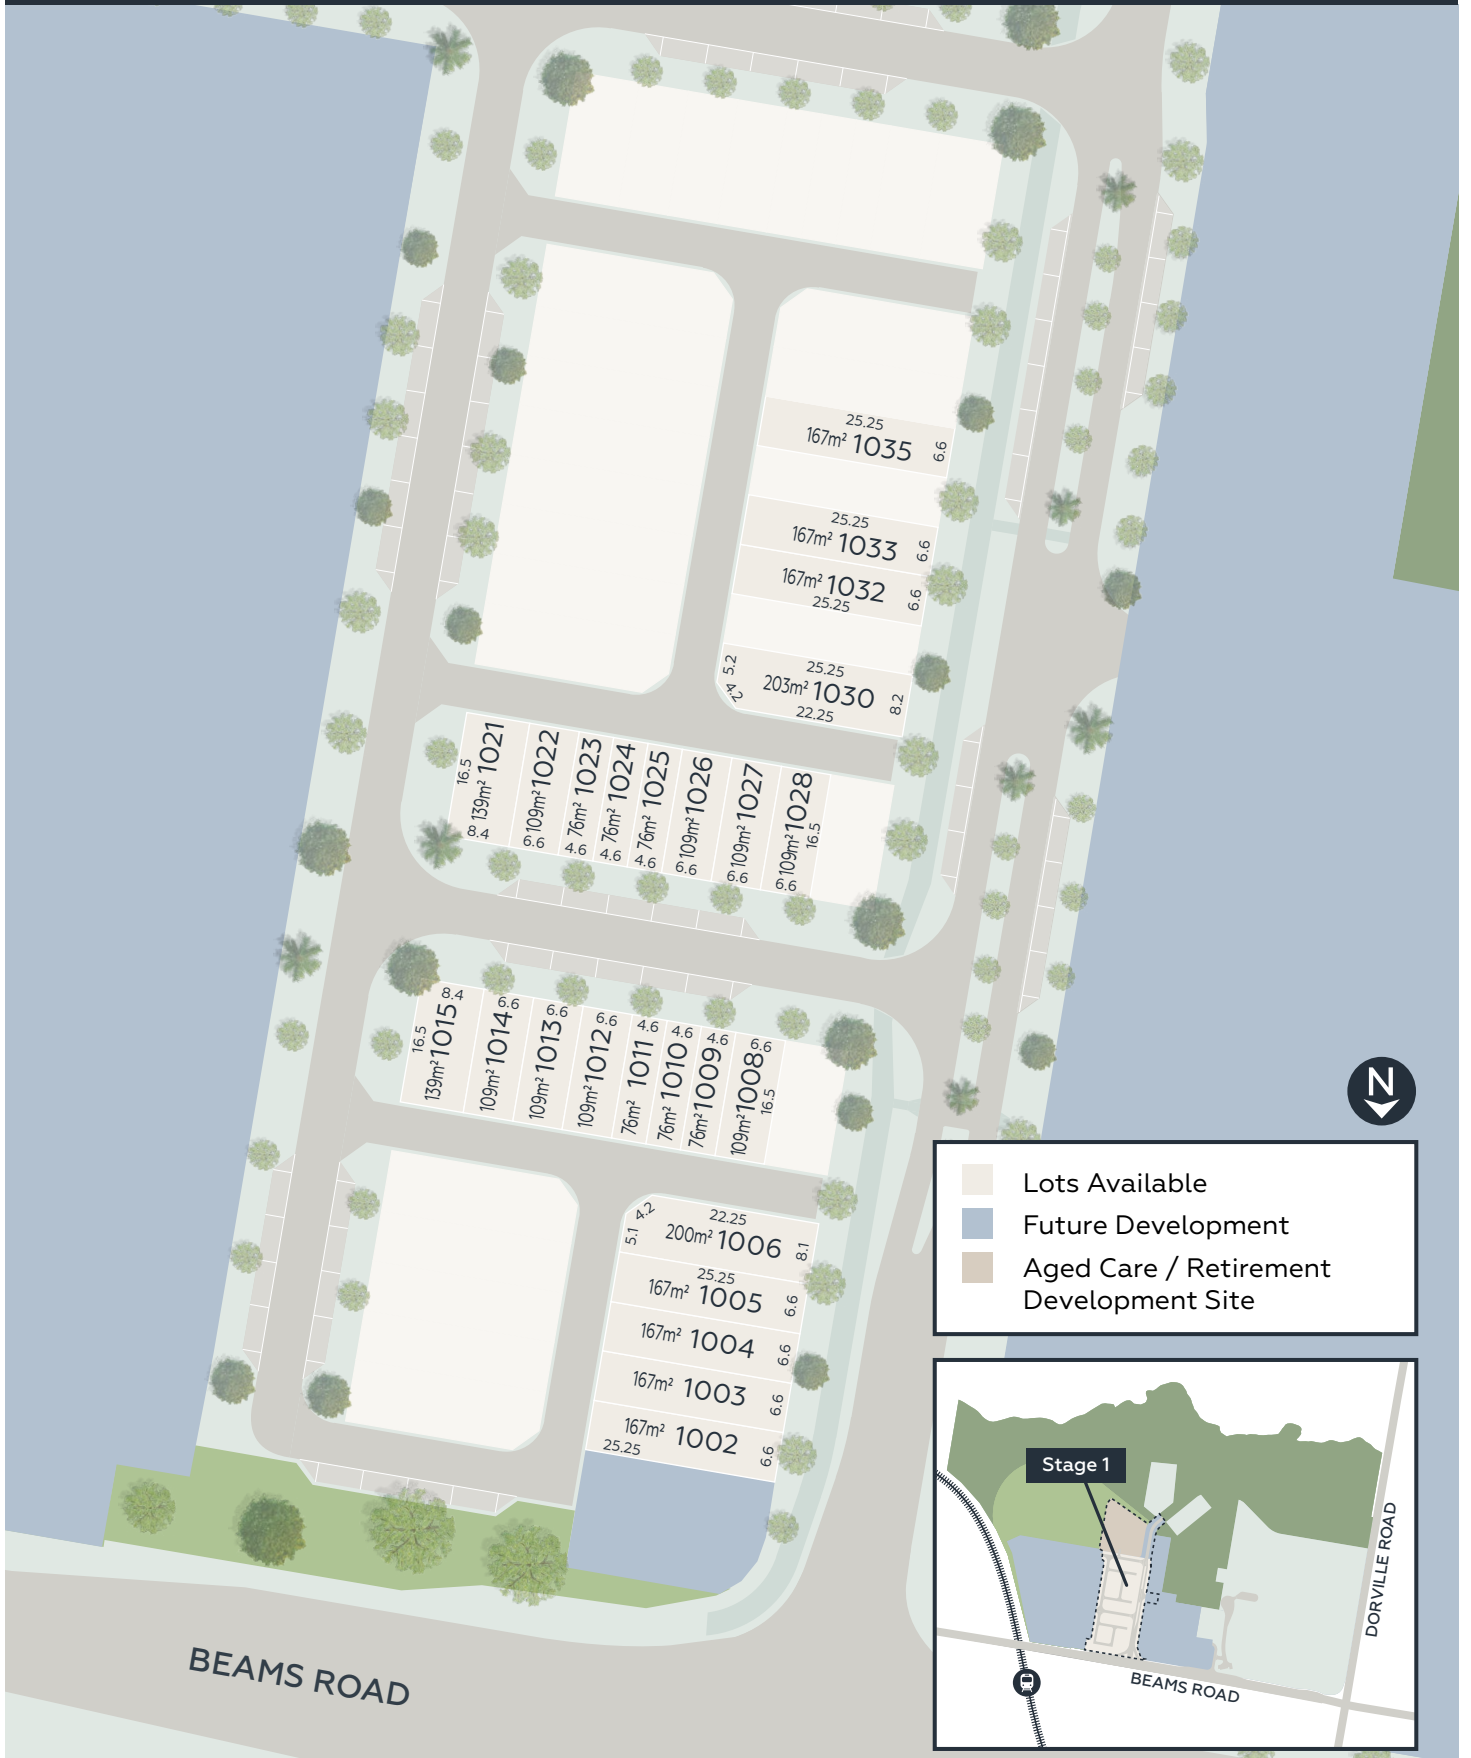 25.25
167m² 1035
6.6
25.25
167m² 1033
6.6
167m² 1032
6.6
25.25
5.2
25.25
203m² 1030
4.2
8.2
22.25
16.5
139m² 1021
8.4
109m² 1022
6.6
76m² 1023
4.6
76m² 1024
4.6
76m² 1025
4.6
109m² 1026
6.6
109m² 1027
6.6
109m² 1028
6.6
16.5
8.4
16.5
139m² 1015
6.6
109m² 1014
6.6
109m² 1013
6.6
109m² 1012
4.6
76m² 1011
4.6
76m² 1010
4.6
76m² 1009
6.6
109m² 1008
16.5
4.2
22.25
5.1
200m² 1006
8.1
25.25
167m² 1005
6.6
167m² 1004
6.6
167m² 1003
6.6
167m² 1002
25.25
6.6
BEAMS ROAD
N
Lots Available
Future Development
Aged Care / Retirement
Development Site
Stage 1
DORVILLE ROAD
BEAMS ROAD